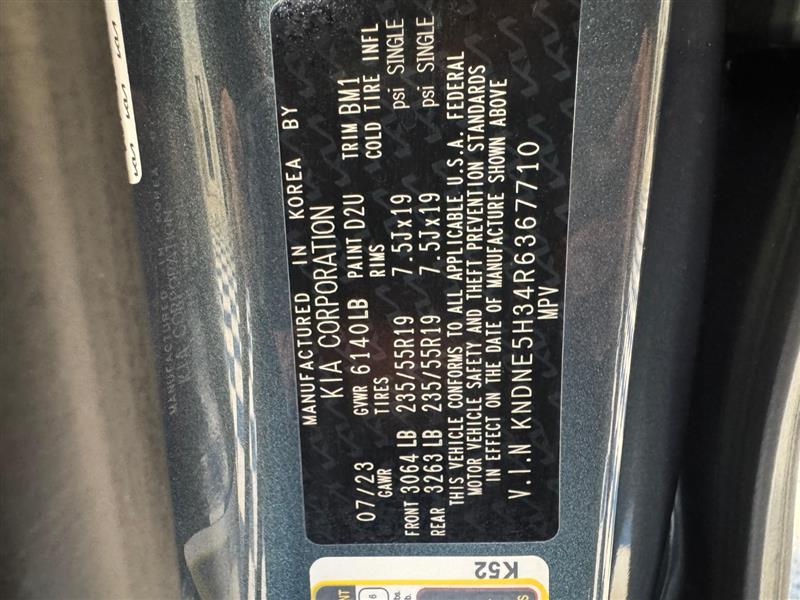 MANUFACTURED IN KOREA BY
KIA CORPORATION
07/23 GVWR 6140LB PAINT D2U TRIM BM1
GAWR TIRES RIMS COLD TIRE INFL
FRONT 3064 LB 235/55R19 7.5Jx19 psi SINGLE
REAR 3263 LB 235/55R19 7.5Jx19 psi SINGLE
THIS VEHICLE CONFORMS TO ALL APPLICABLE U.S.A. FEDERAL
MOTOR VEHICLE SAFETY AND THEFT PREVENTION STANDARDS
IN EFFECT ON THE DATE OF MANUFACTURE SHOWN ABOVE
V.I.N KNDNE5H34R6367710
MPV
K52